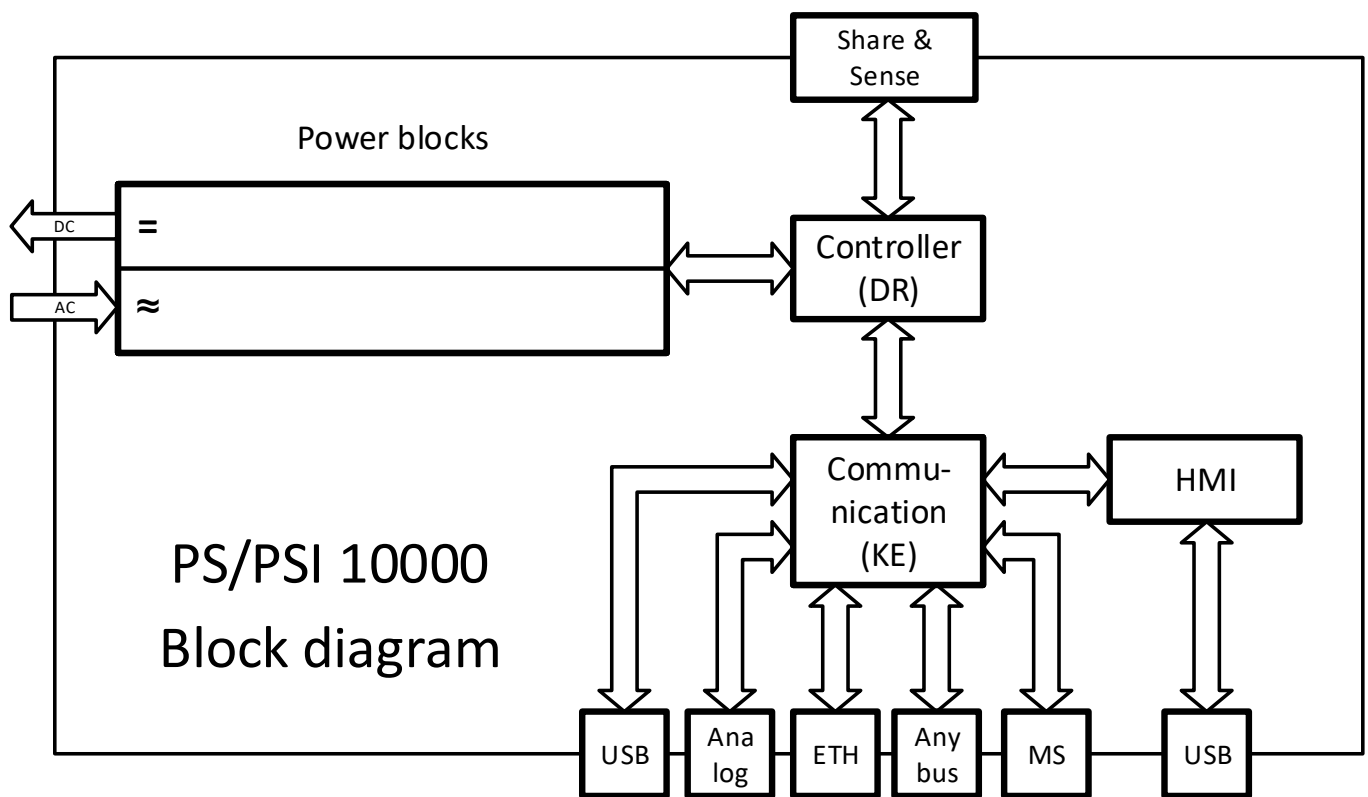 Share &
Sense
Power blocks
DC
=
Controller
(DR)
AC
≈
Commu-
nication
(KE)
HMI
PS/PSI 10000
Block diagram
USB
Ana
log
ETH
Any
bus
MS
USB